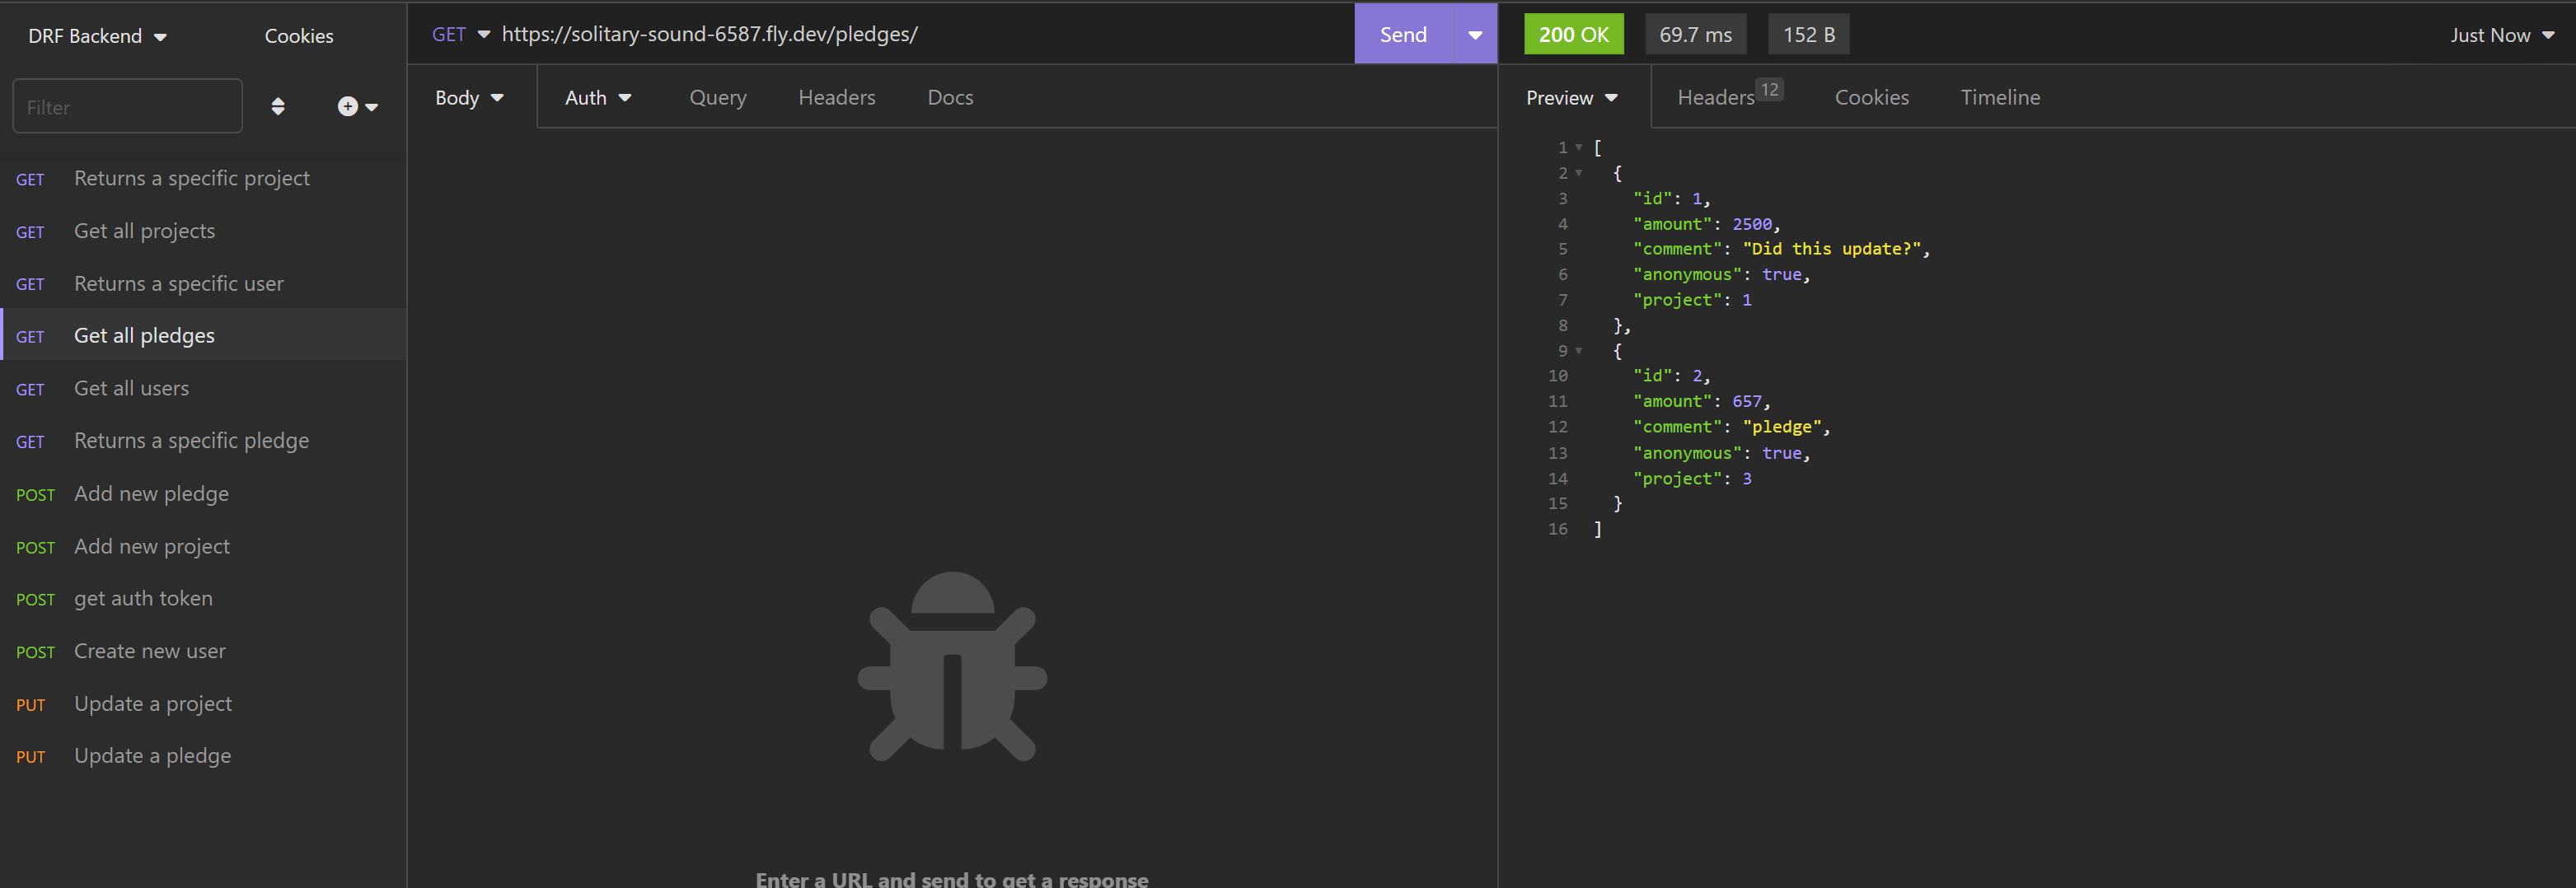 DRF Backend
Cookies
Filter
GET Returns a specific project
GET Get all projects
GET Returns a specific user
GET Get all pledges
GET Get all users
GET Returns a specific pledge
POST Add new pledge
POST Add new project
POST get auth token
POST Create new user
PUT Update a project
PUT Update a pledge
GET https://solitary-sound-6587.fly.dev/pledges/ Send
Body Auth Query Headers Docs
Enter a URL and send to get a response
200 OK 69.7 ms 152 B Just Now
Preview Headers 12 Cookies Timeline
1 [
2 {
3 "id": 1,
4 "amount": 2500,
5 "comment": "Did this update?",
6 "anonymous": true,
7 "project": 1
8 },
9 {
10 "id": 2,
11 "amount": 657,
12 "comment": "pledge",
13 "anonymous": true,
14 "project": 3
15 }
16 ]